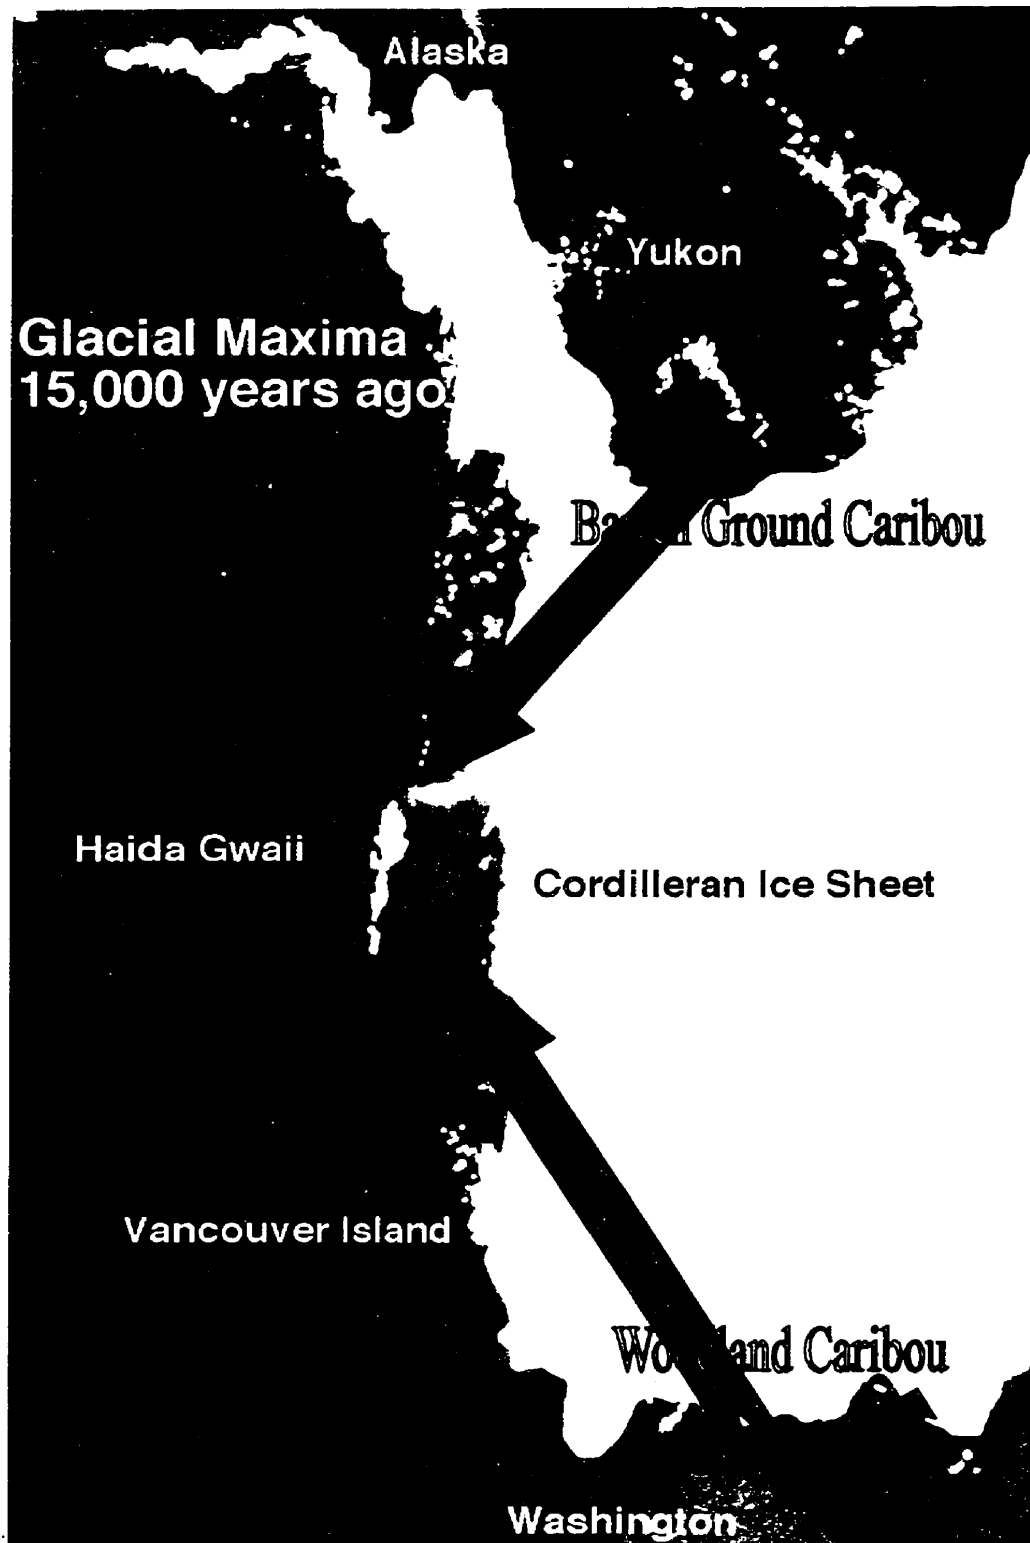 Alaska
Yukon
Glacial Maxima
15,000 years ago
Ground Caribou
Haida Gwaii
Cordilleran Ice Sheet
Vancouver Island
Caribou
Washington